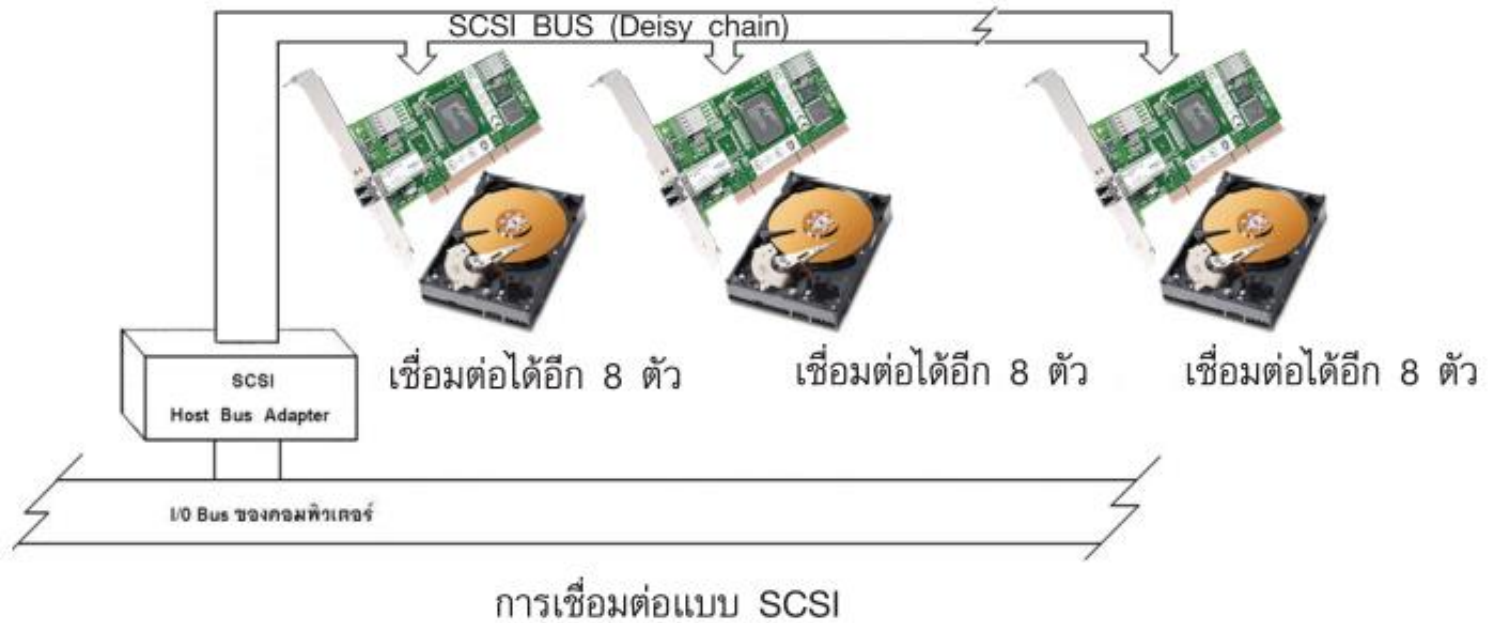 SCSI BUS (Deisy chain)
เชื่อมต่อได้อีก 8 ตัว
เชื่อมต่อได้อีก 8 ตัว
เชื่อมต่อได้อีก 8 ตัว
SCSI
Host Bus Adapter
I/0 Bus ของคอมพิวเตอร์
การเชื่อมต่อแบบ SCSI